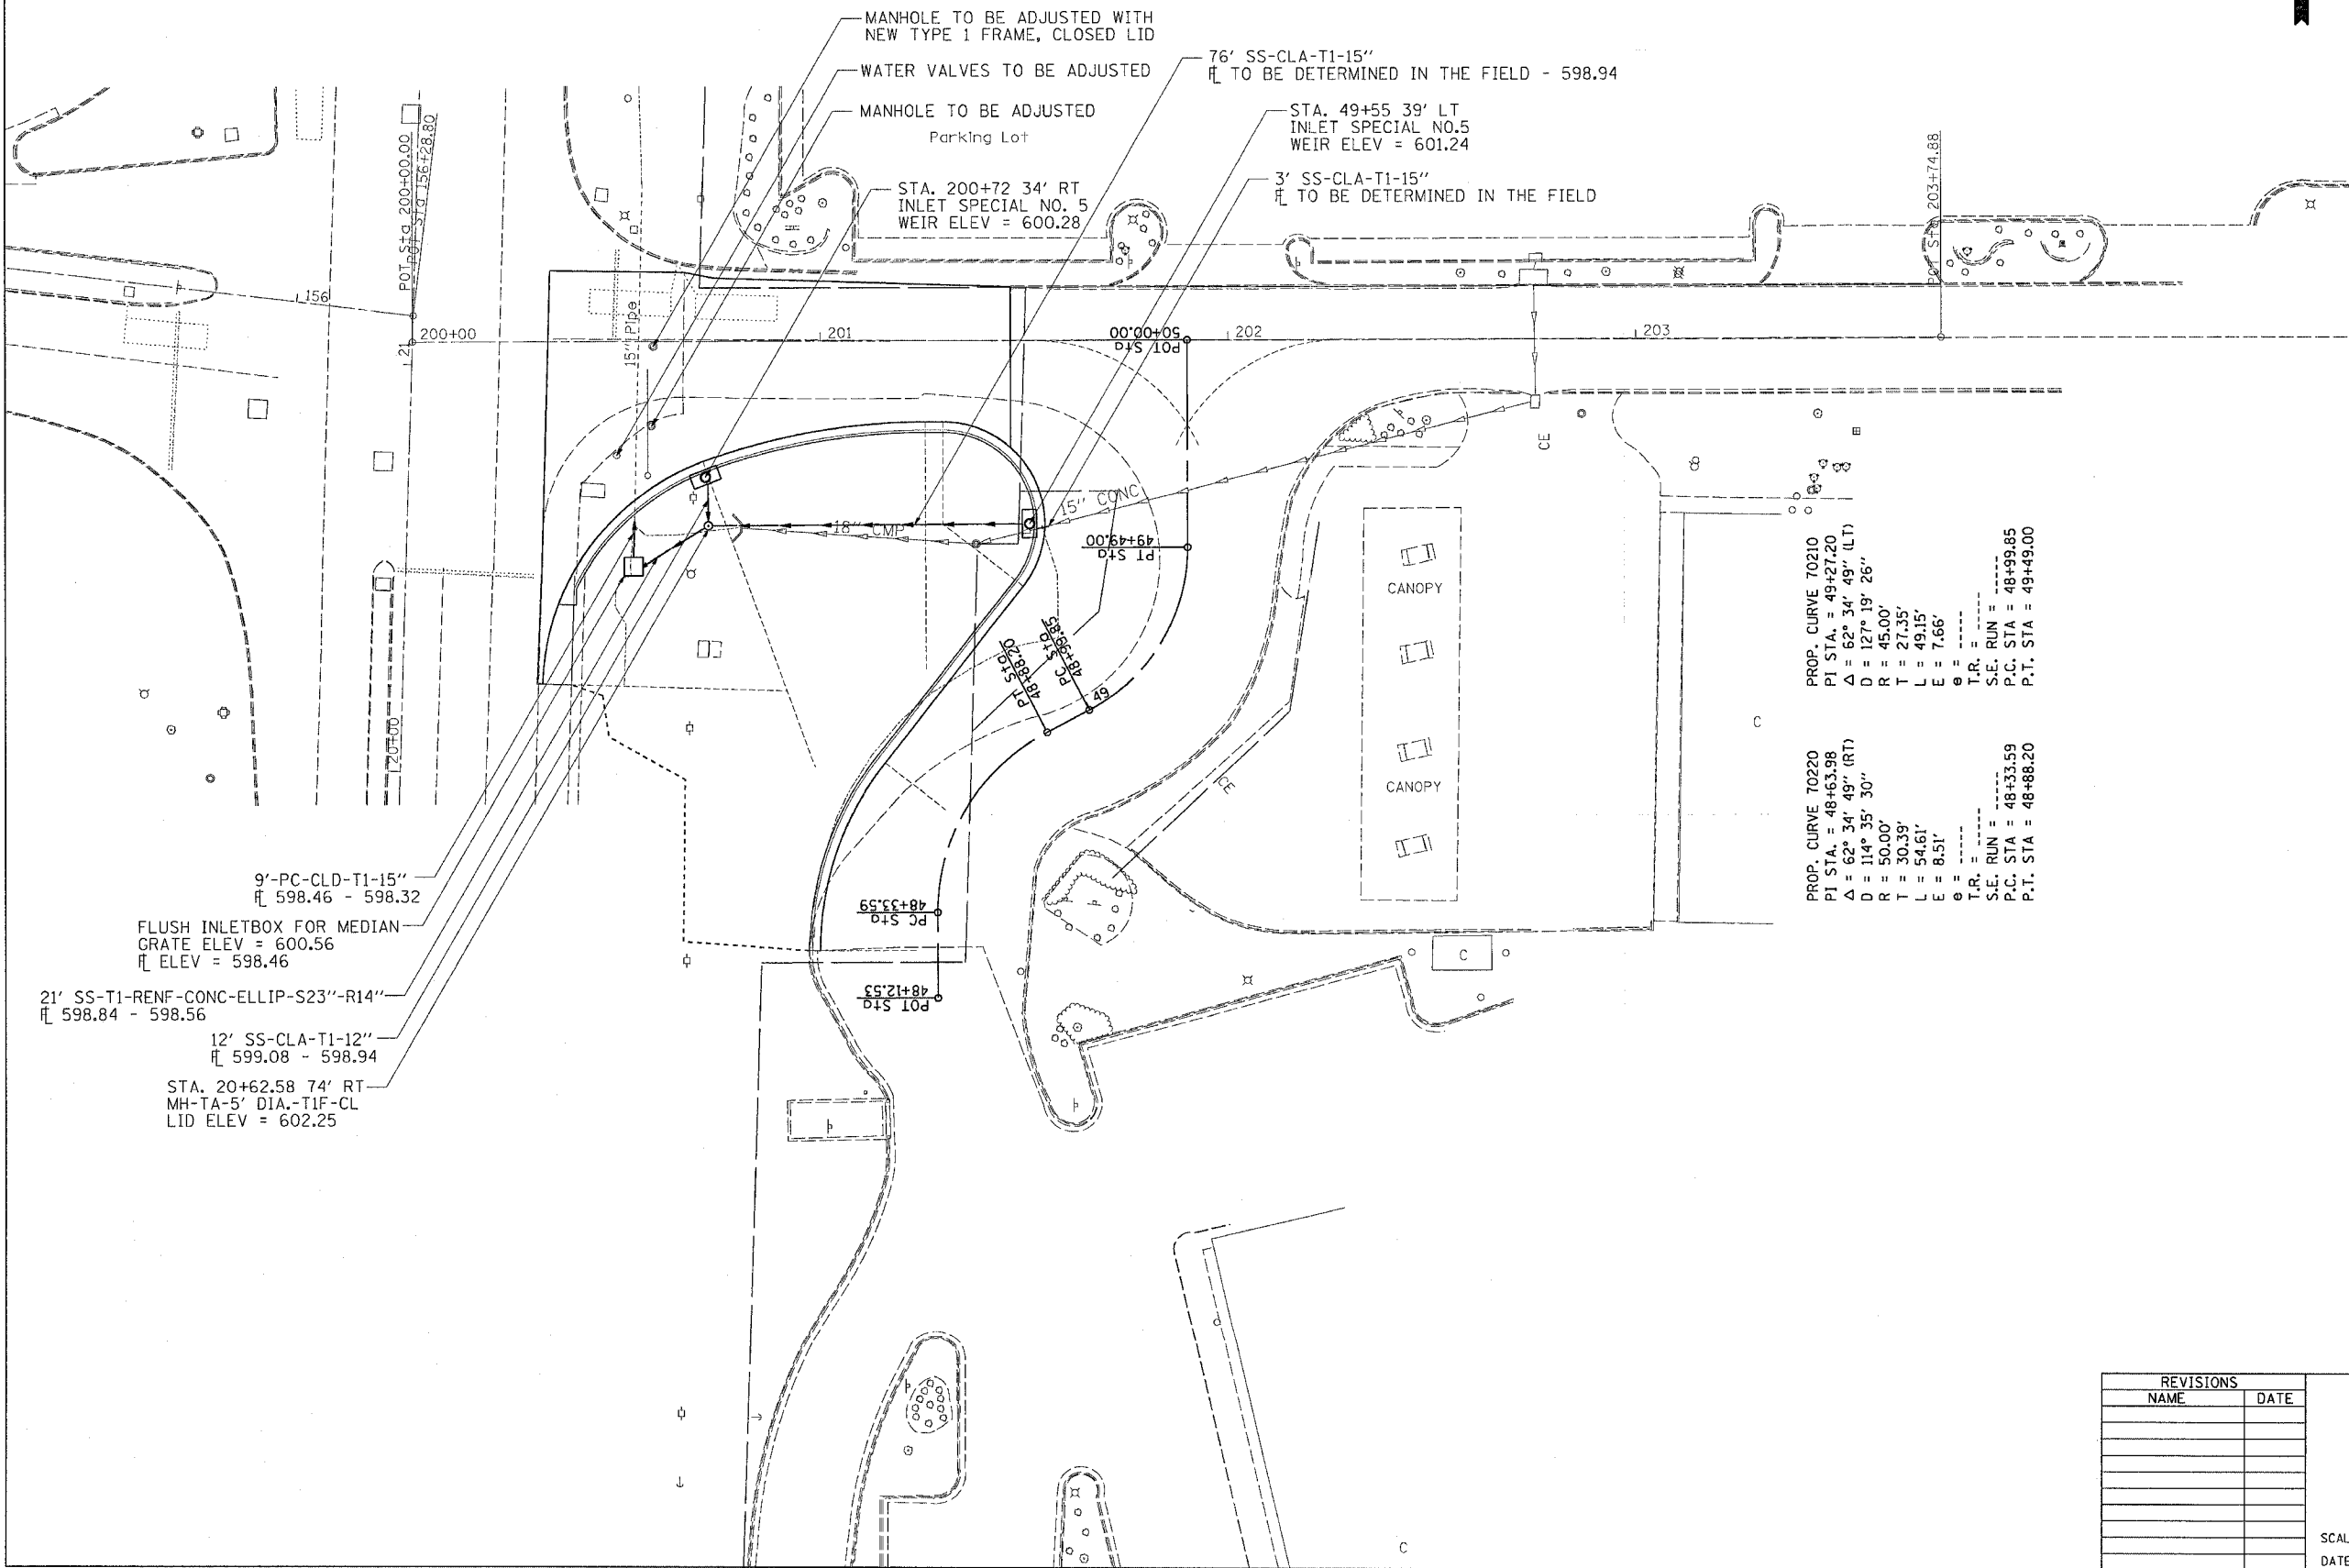 MANHOLE TO BE ADJUSTED WITH
NEW TYPE 1 FRAME, CLOSED LID
WATER VALVES TO BE ADJUSTED
MANHOLE TO BE ADJUSTED
Parking Lot
76' SS-CLA-T1-15"
FL TO BE DETERMINED IN THE FIELD - 598.94
STA. 49+55 39' LT
INLET SPECIAL NO.5
WEIR ELEV = 601.24
3' SS-CLA-T1-15"
FL TO BE DETERMINED IN THE FIELD
STA. 200+72 34' RT
INLET SPECIAL NO. 5
WEIR ELEV = 600.28
POT Sta 200+00.00
POT Sta 156+28.80
POT Sta 203+74.88
156
21
200+00
201
202
203
15" Pipe
POT Sta
50+00.00
CE
15" CONC
18" CMP
PT Sta
49+49.00
PT Sta
48+88.20
PC Sta
48+99.85
49
120+00
CANOPY
CANOPY
CE
C
C
C
PC Sta
48+33.59
POT Sta
48+12.53
9'-PC-CLD-T1-15"
FL 598.46 - 598.32
FLUSH INLETBOX FOR MEDIAN
GRATE ELEV = 600.56
FL ELEV = 598.46
21' SS-T1-RENF-CONC-ELLIP-S23"-R14"
FL 598.84 - 598.56
12' SS-CLA-T1-12"
FL 599.08 - 598.94
STA. 20+62.58 74' RT
MH-TA-5' DIA.-T1F-CL
LID ELEV = 602.25
PROP. CURVE 70210
PI STA. = 49+27.20
Δ = 62° 34' 49" (LT)
D = 127° 19' 26"
R = 45.00'
T = 27.35'
L = 49.15'
E = 7.66'
e = -----
T.R. = -----
S.E. RUN = -----
P.C. STA = 48+99.85
P.T. STA = 49+49.00
PROP. CURVE 70220
PI STA. = 48+63.98
Δ = 62° 34' 49" (RT)
D = 114° 35' 30"
R = 50.00'
T = 30.39'
L = 54.61'
E = 8.51'
e = -----
T.R. = -----
S.E. RUN = -----
P.C. STA = 48+33.59
P.T. STA = 48+88.20
REVISIONS
NAME DATE
SCAL
DATE